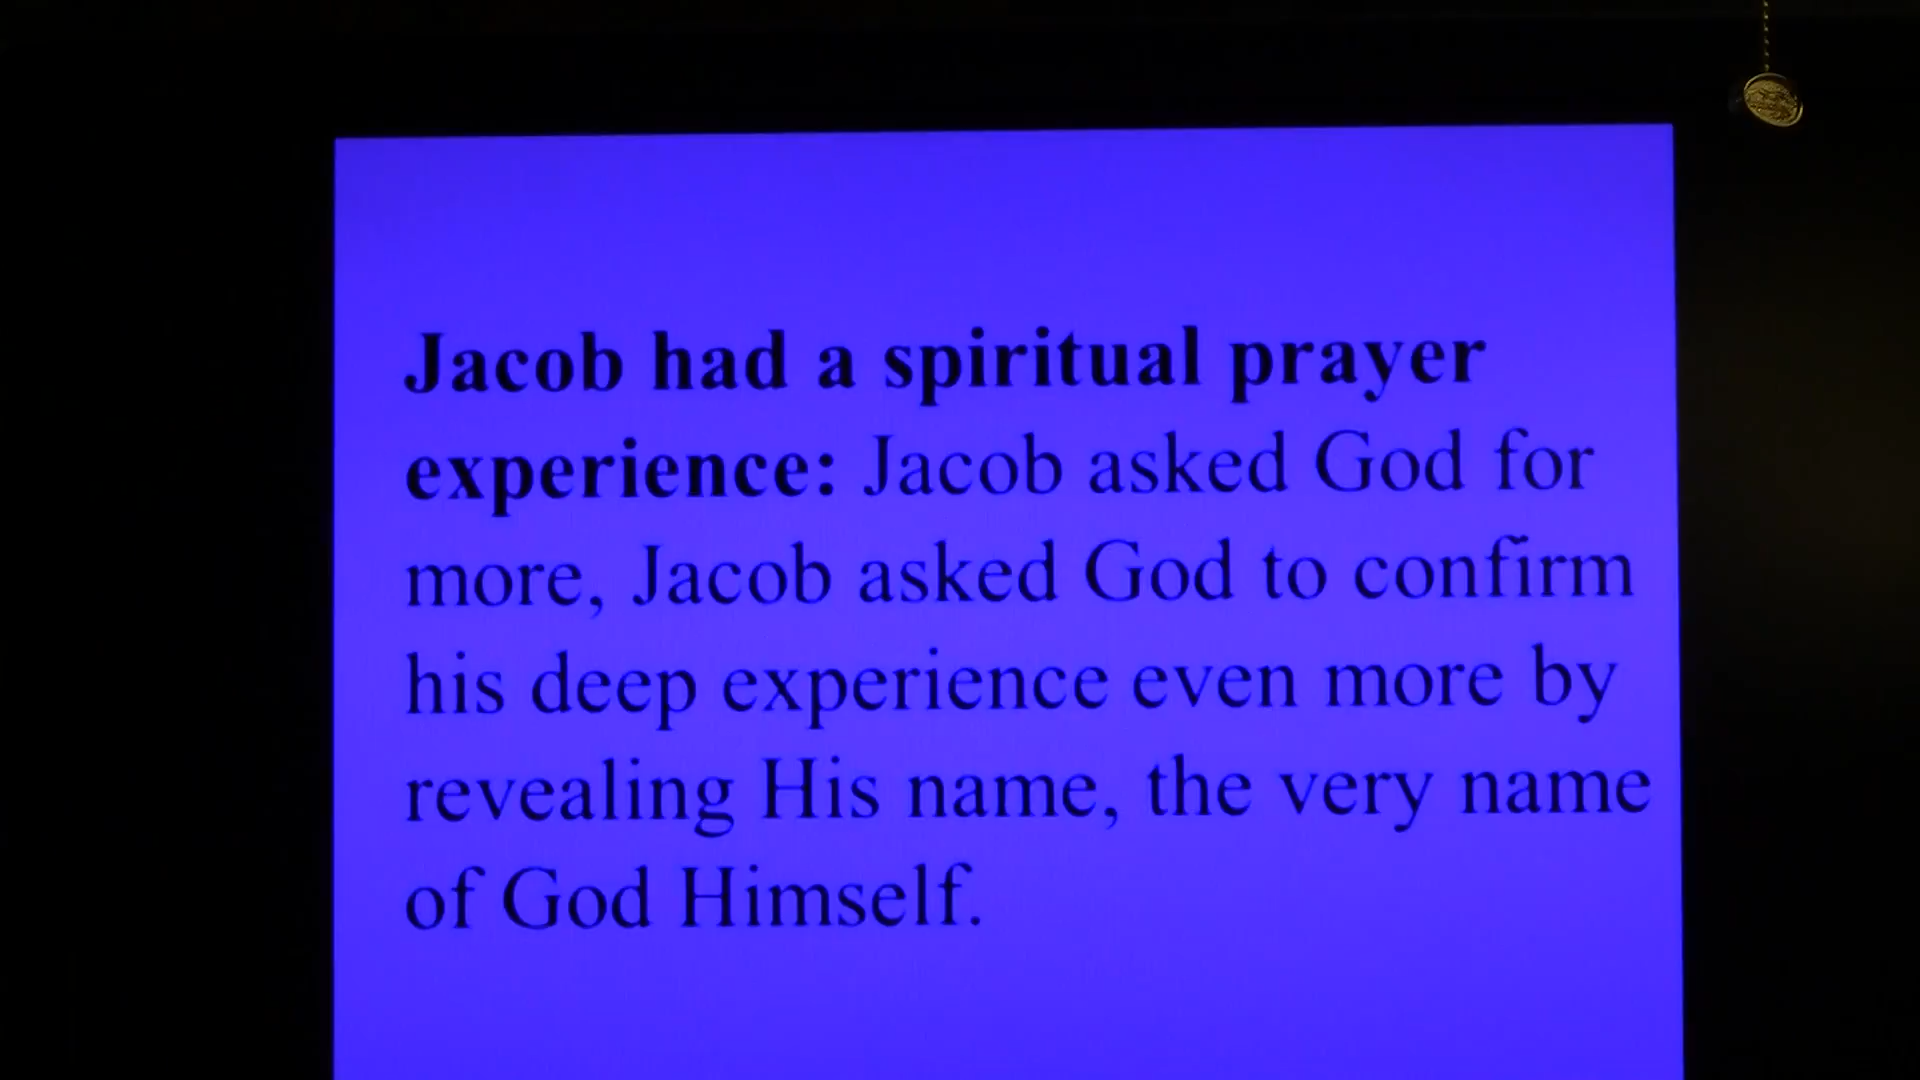 Jacob had a spiritual prayer
experience: Jacob asked God for
more, Jacob asked God to confirm
his deep experience even more by
revealing His name, the very name
of God Himself.